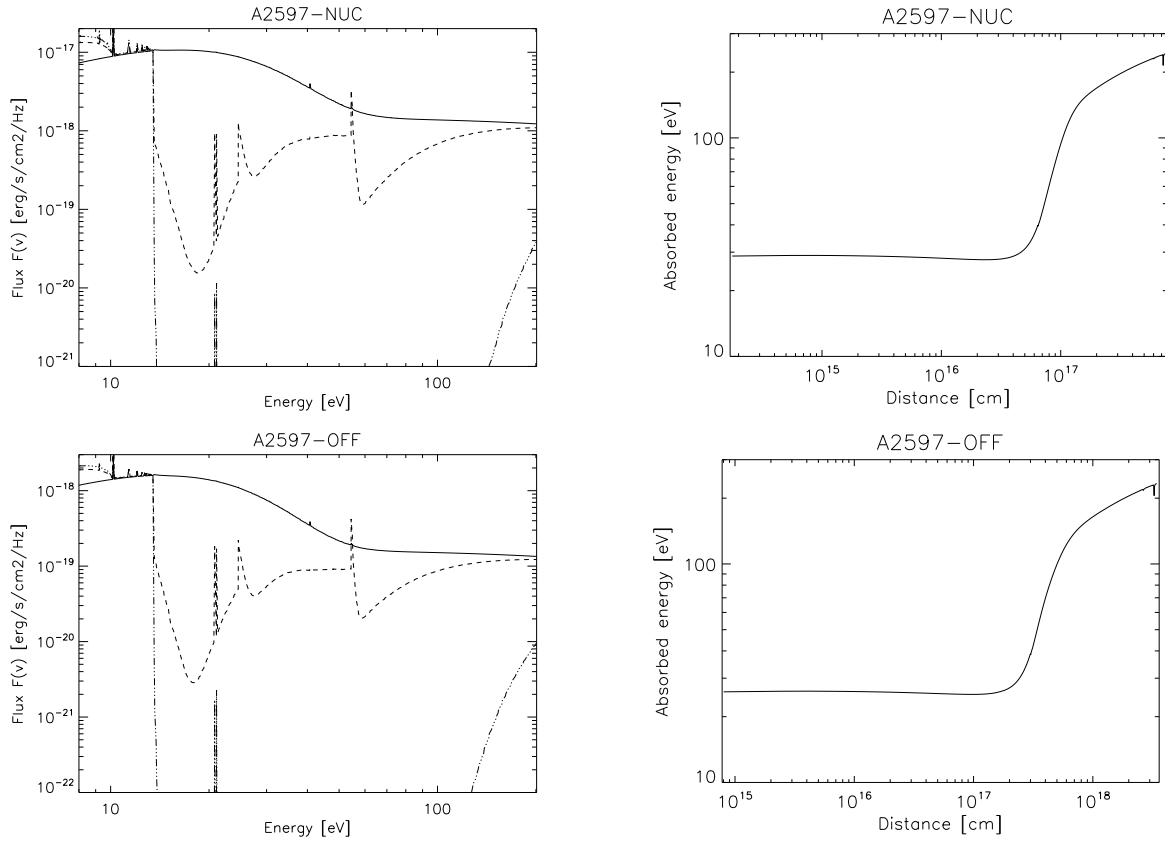 A2597−NUC
10⁻¹⁷
10⁻¹⁸
10⁻¹⁹
10⁻²⁰
10⁻²¹
Flux F(ν) [erg/s/cm2/Hz]
10
100
Energy [eV]
A2597−NUC
100
10
Absorbed energy [eV]
10¹⁵
10¹⁶
10¹⁷
Distance [cm]
A2597−OFF
10⁻¹⁸
10⁻¹⁹
10⁻²⁰
10⁻²¹
10⁻²²
Flux F(ν) [erg/s/cm2/Hz]
10
100
Energy [eV]
A2597−OFF
100
10
Absorbed energy [eV]
10¹⁵
10¹⁶
10¹⁷
10¹⁸
Distance [cm]